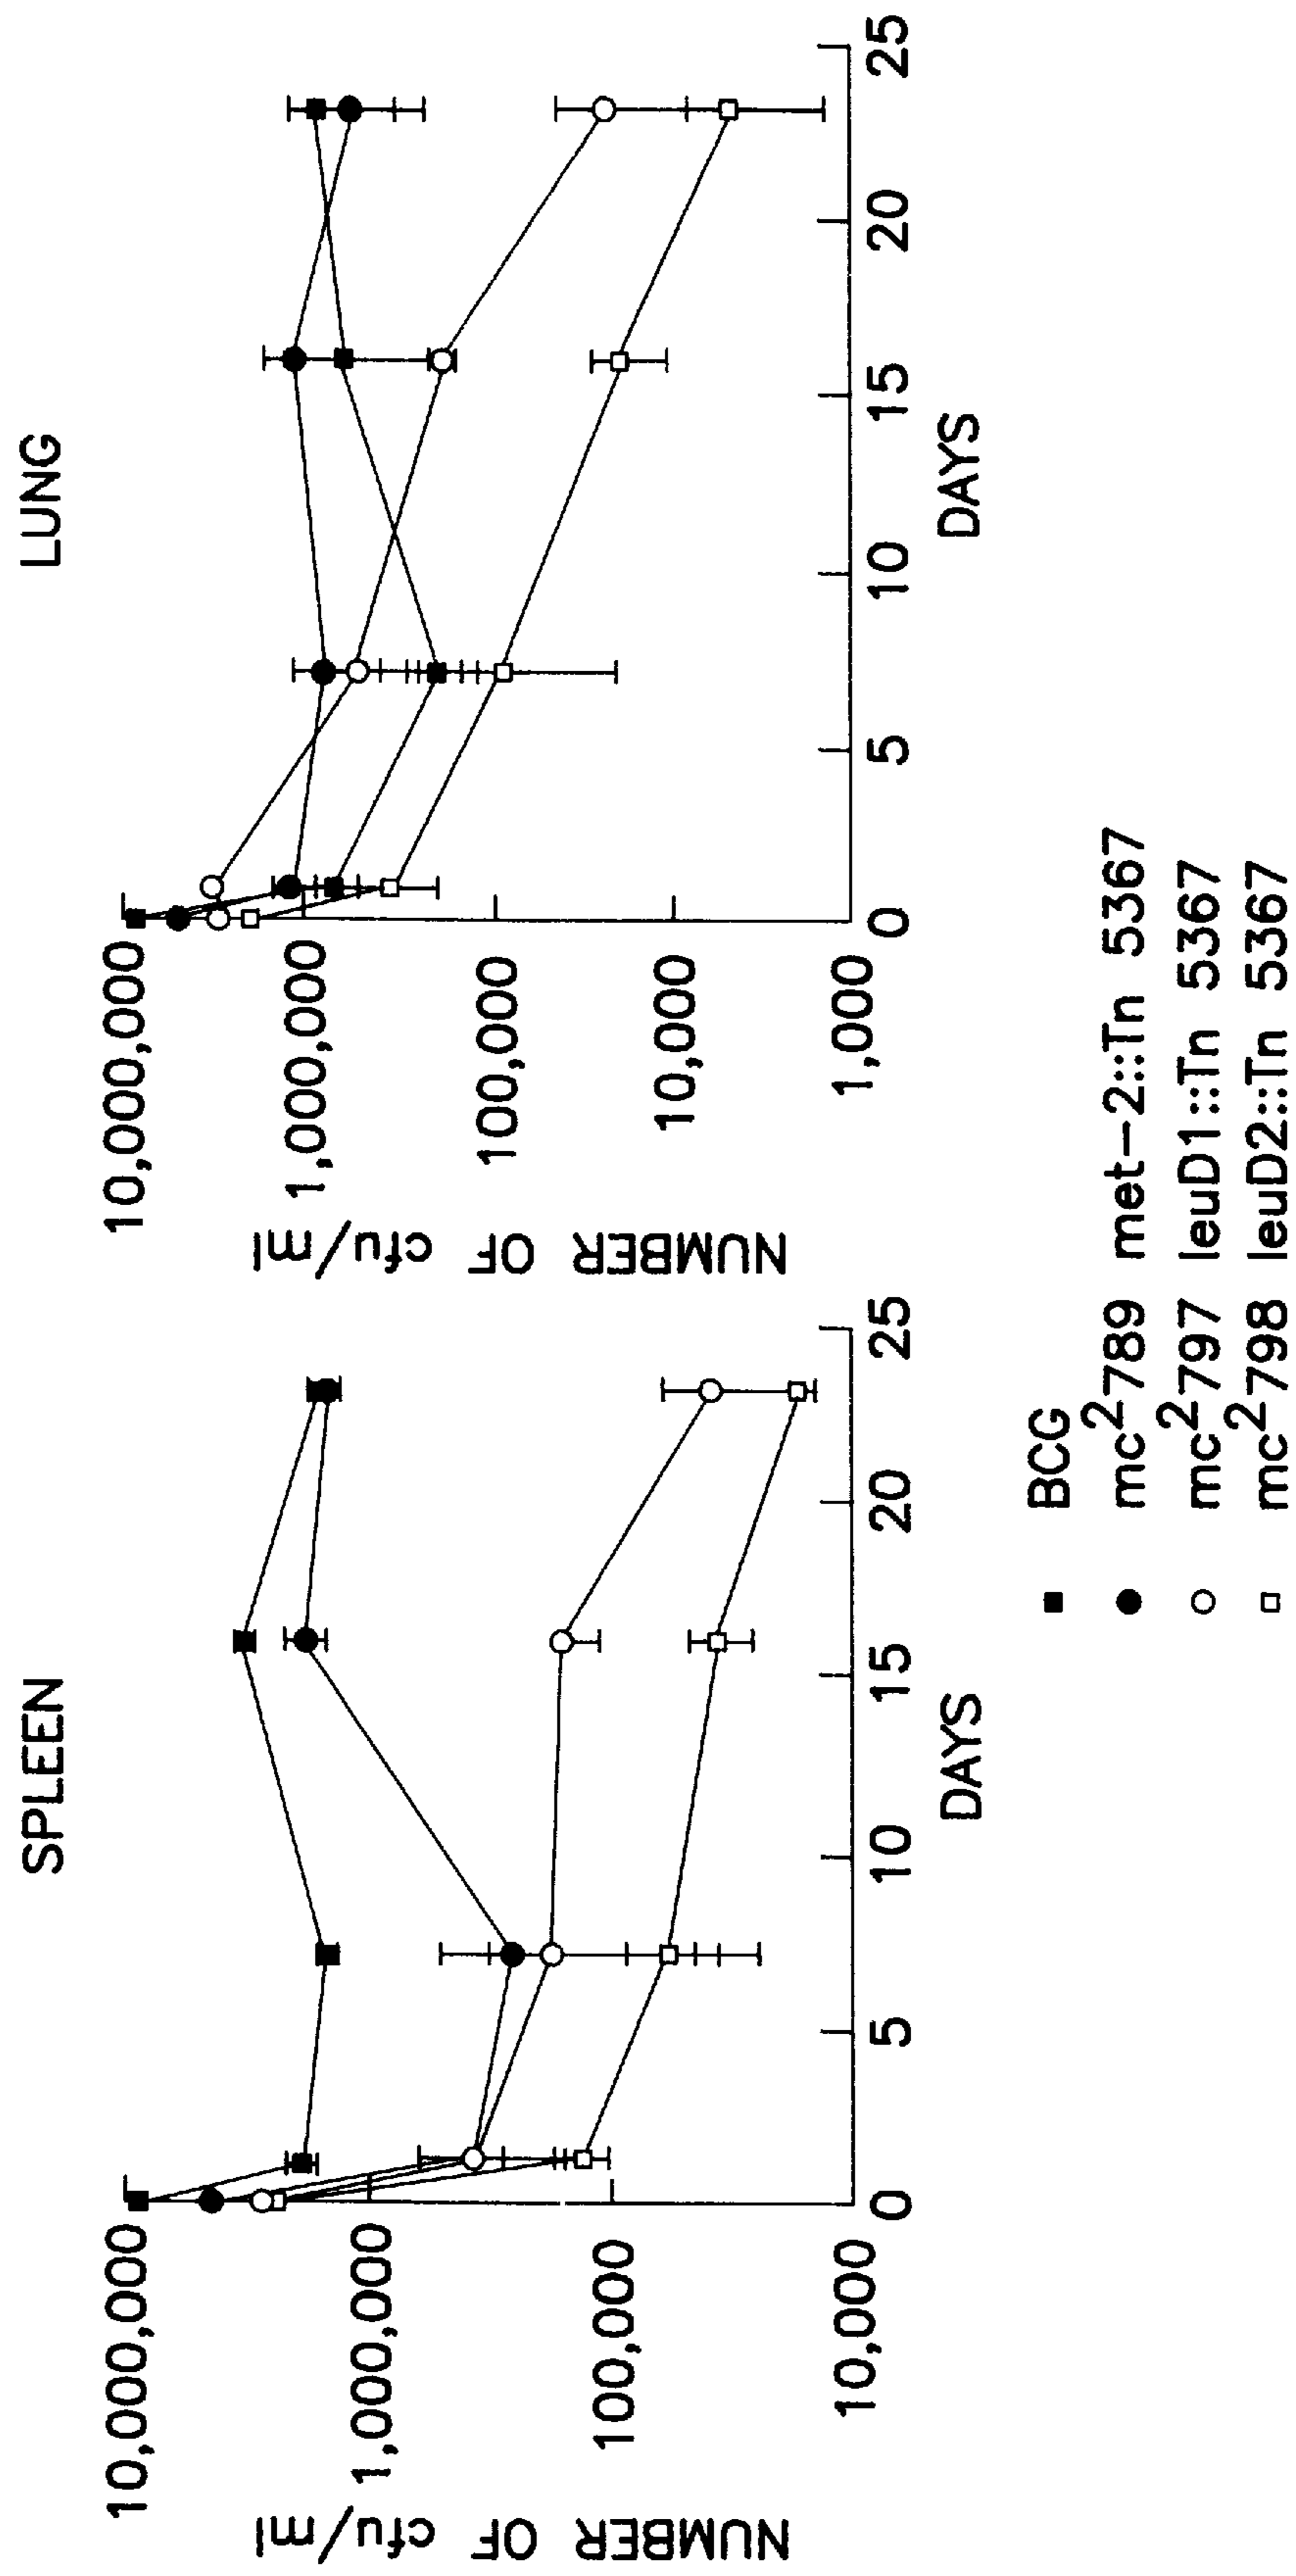 SPLEEN
NUMBER OF cfu/ml
10,000,000
1,000,000
100,000
10,000
0
5
10
15
20
25
DAYS
LUNG
NUMBER OF cfu/ml
10,000,000
1,000,000
100,000
10,000
1,000
0
5
10
15
20
25
DAYS
BCG
mc²789 met-2::Tn 5367
mc²797 leuD1::Tn 5367
mc²798 leuD2::Tn 5367